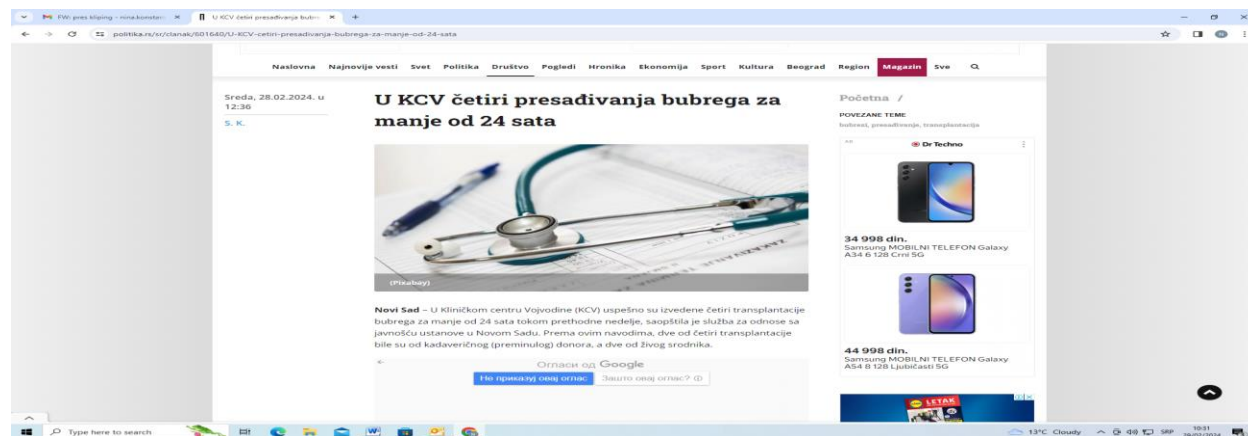 FW: pres kliping - nina.konstan
U KCV četiri presađivanja bubre
politika.rs/sr/clanak/601640/U-KCV-cetiri-presadivanja-bubrega-za-manje-od-24-sata
Naslovna Najnovije vesti Svet Politika Društvo Pogledi Hronika Ekonomija Sport Kultura Beograd Region Magazin Sve
Sreda, 28.02.2024. u
12:36
S. K.
U KCV četiri presađivanja bubrega za
manje od 24 sata
(Pixabay)
Novi Sad – U Kliničkom centru Vojvodine (KCV) uspešno su izvedene četiri transplantacije
bubrega za manje od 24 sata tokom prethodne nedelje, saopštila je služba za odnose sa
javnošću ustanove u Novom Sadu. Prema ovim navodima, dve od četiri transplantacije
bile su od kadaveričnog (preminulog) donora, a dve od živog srodnika.
Огласи од Google
Не приказуј овај оглас
Зашто овај оглас?
Početna /
POVEZANE TEME
bubrezi, presađivanje, transplantacija
Dr Techno
34 998 din.
Samsung MOBILNI TELEFON Galaxy
A34 6 128 Crni 5G
44 998 din.
Samsung MOBILNI TELEFON Galaxy
A54 8 128 Ljubičasti 5G
LETAK
Type here to search
13°C Cloudy
SRP
10:31
29/02/2024